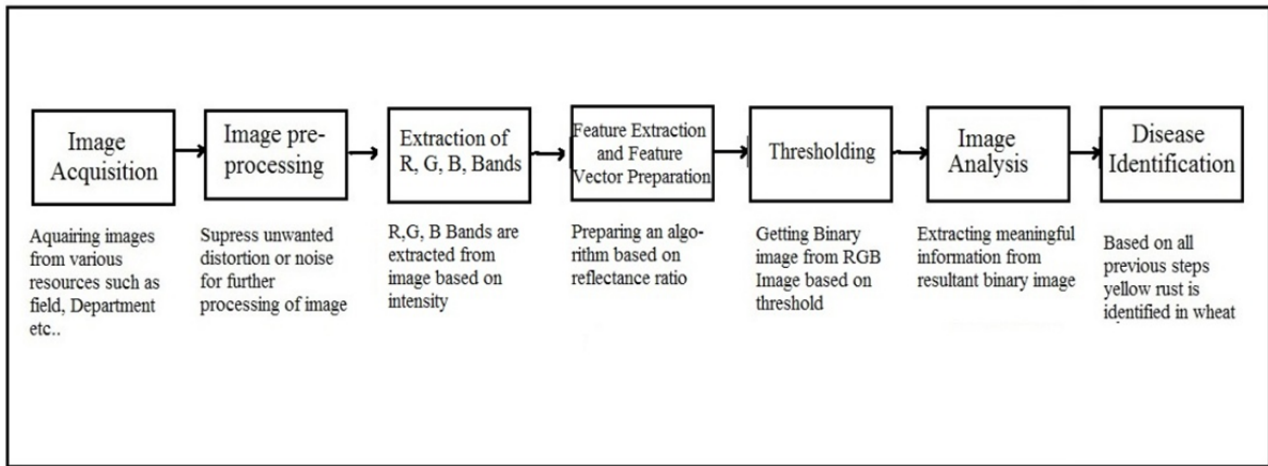 Image
Acquisition
Image pre-
processing
Extraction of
R, G, B, Bands
Feature Extraction
and Feature
Vector Preparation
Thresholding
Image
Analysis
Disease
Identification
Aquairing images
from various
resources such as
field, Department
etc..
Supress unwanted
distortion or noise
for further
processing of image
R,G, B Bands are
extracted from
image based on
intensity
Preparing an algo-
rithm based on
reflectance ratio
Getting Binary
image from RGB
Image based on
threshold
Extracting meaningful
information from
resultant binary image
Based on all
previous steps
yellow rust is
identified in wheat